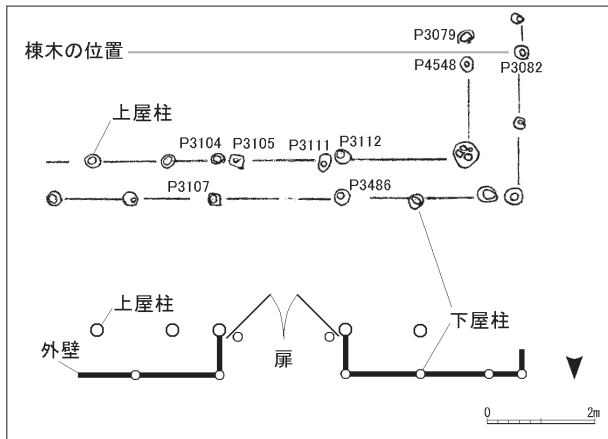 P3079
棟木の位置
P4548
P3082
上屋柱
P3104
P3105
P3111
P3112
P3107
P3486
上屋柱
下屋柱
外壁
扉
0
2m